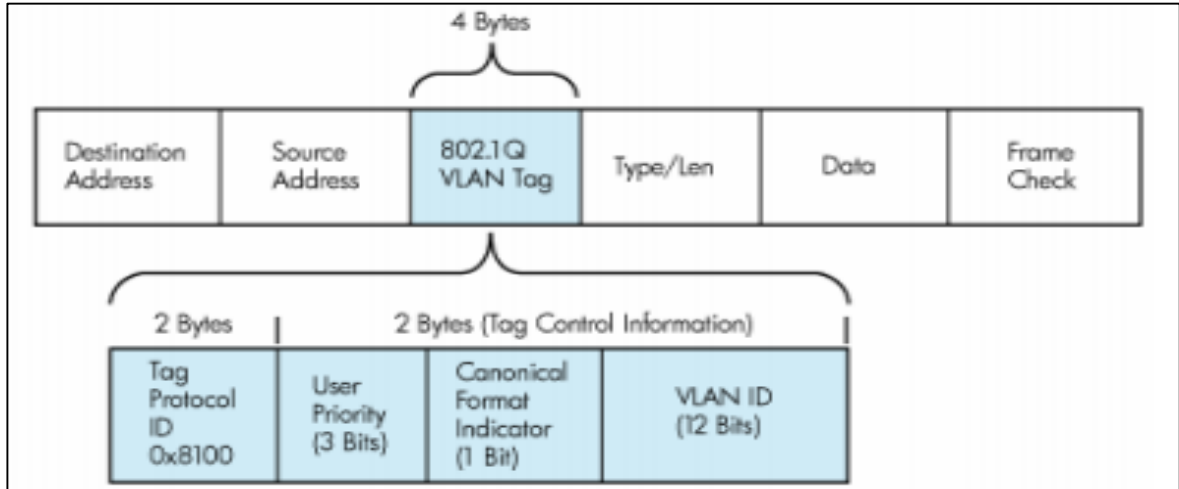 4 Bytes
Destination
Address
Source
Address
802.1Q
VLAN Tag
Type/Len
Data
Frame
Check
2 Bytes
2 Bytes (Tag Control Information)
Tag
Protocol
ID
0x8100
User
Priority
(3 Bits)
Canonical
Format
Indicator
(1 Bit)
VLAN ID
(12 Bits)